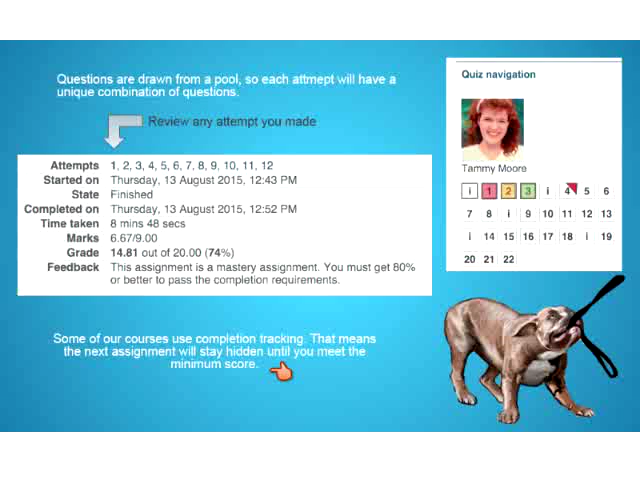 Questions are drawn from a pool, so each attmept will have a
unique combination of questions.
Review any attempt you made
Attempts 1, 2, 3, 4, 5, 6, 7, 8, 9, 10, 11, 12
Started on Thursday, 13 August 2015, 12:43 PM
State Finished
Completed on Thursday, 13 August 2015, 12:52 PM
Time taken 8 mins 48 secs
Marks 6.67/9.00
Grade 14.81 out of 20.00 (74%)
Feedback This assignment is a mastery assignment. You must get 80%
or better to pass the completion requirements.
Some of our courses use completion tracking. That means
the next assignment will stay hidden until you meet the
minimum score.
Quiz navigation
Tammy Moore
i 1 2 3 i 4 5 6
7 8 i 9 10 11 12 13
i 14 15 16 17 18 i 19
20 21 22